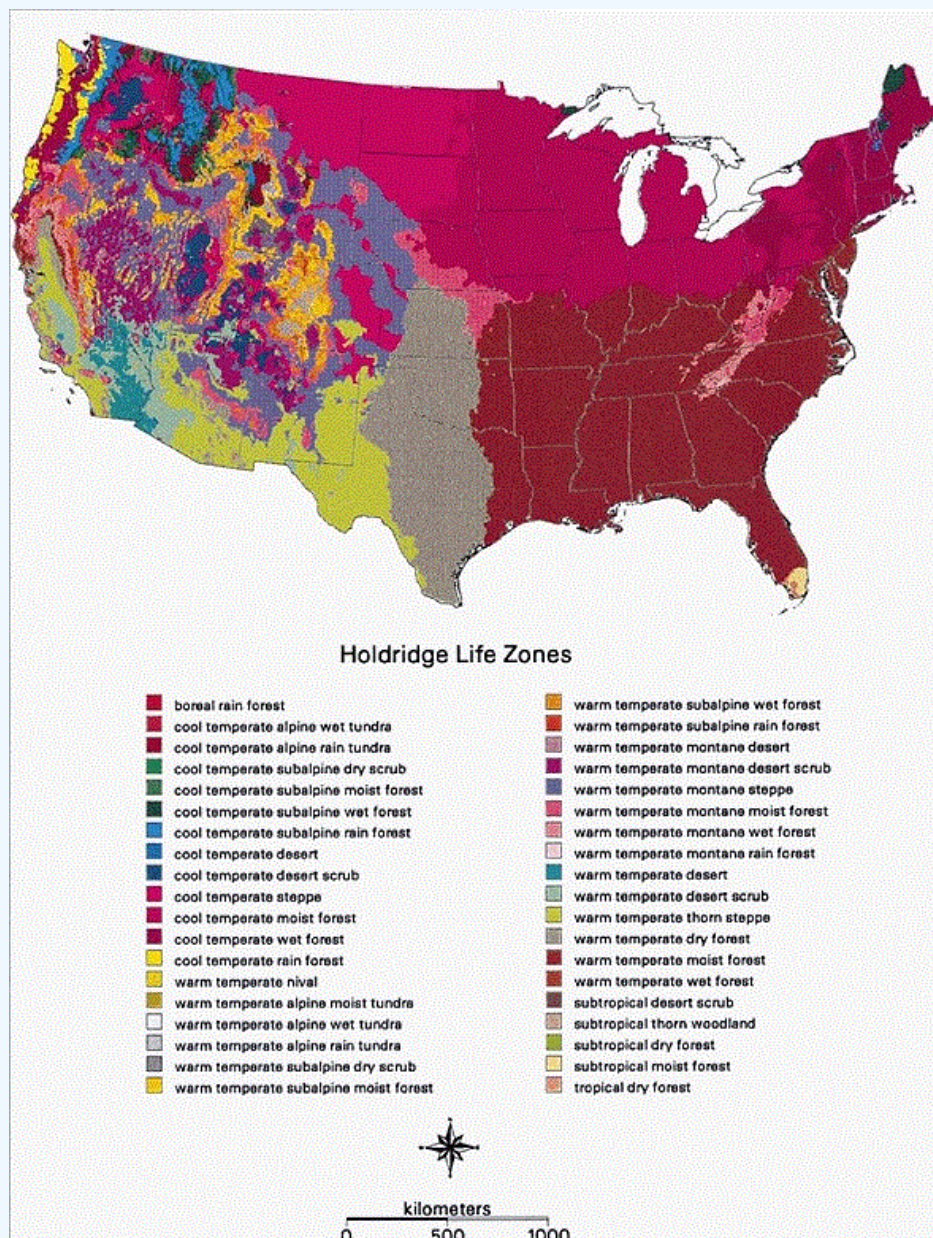 Holdridge Life Zones
boreal rain forest
cool temperate alpine wet tundra
cool temperate alpine rain tundra
cool temperate subalpine dry scrub
cool temperate subalpine moist forest
cool temperate subalpine wet forest
cool temperate subalpine rain forest
cool temperate desert
cool temperate desert scrub
cool temperate steppe
cool temperate moist forest
cool temperate wet forest
cool temperate rain forest
warm temperate nival
warm temperate alpine moist tundra
warm temperate alpine wet tundra
warm temperate alpine rain tundra
warm temperate subalpine dry scrub
warm temperate subalpine moist forest
warm temperate subalpine wet forest
warm temperate subalpine rain forest
warm temperate montane desert
warm temperate montane desert scrub
warm temperate montane steppe
warm temperate montane moist forest
warm temperate montane wet forest
warm temperate montane rain forest
warm temperate desert
warm temperate desert scrub
warm temperate thorn steppe
warm temperate dry forest
warm temperate moist forest
warm temperate wet forest
subtropical desert scrub
subtropical thorn woodland
subtropical dry forest
subtropical moist forest
tropical dry forest
kilometers
0 500 1000